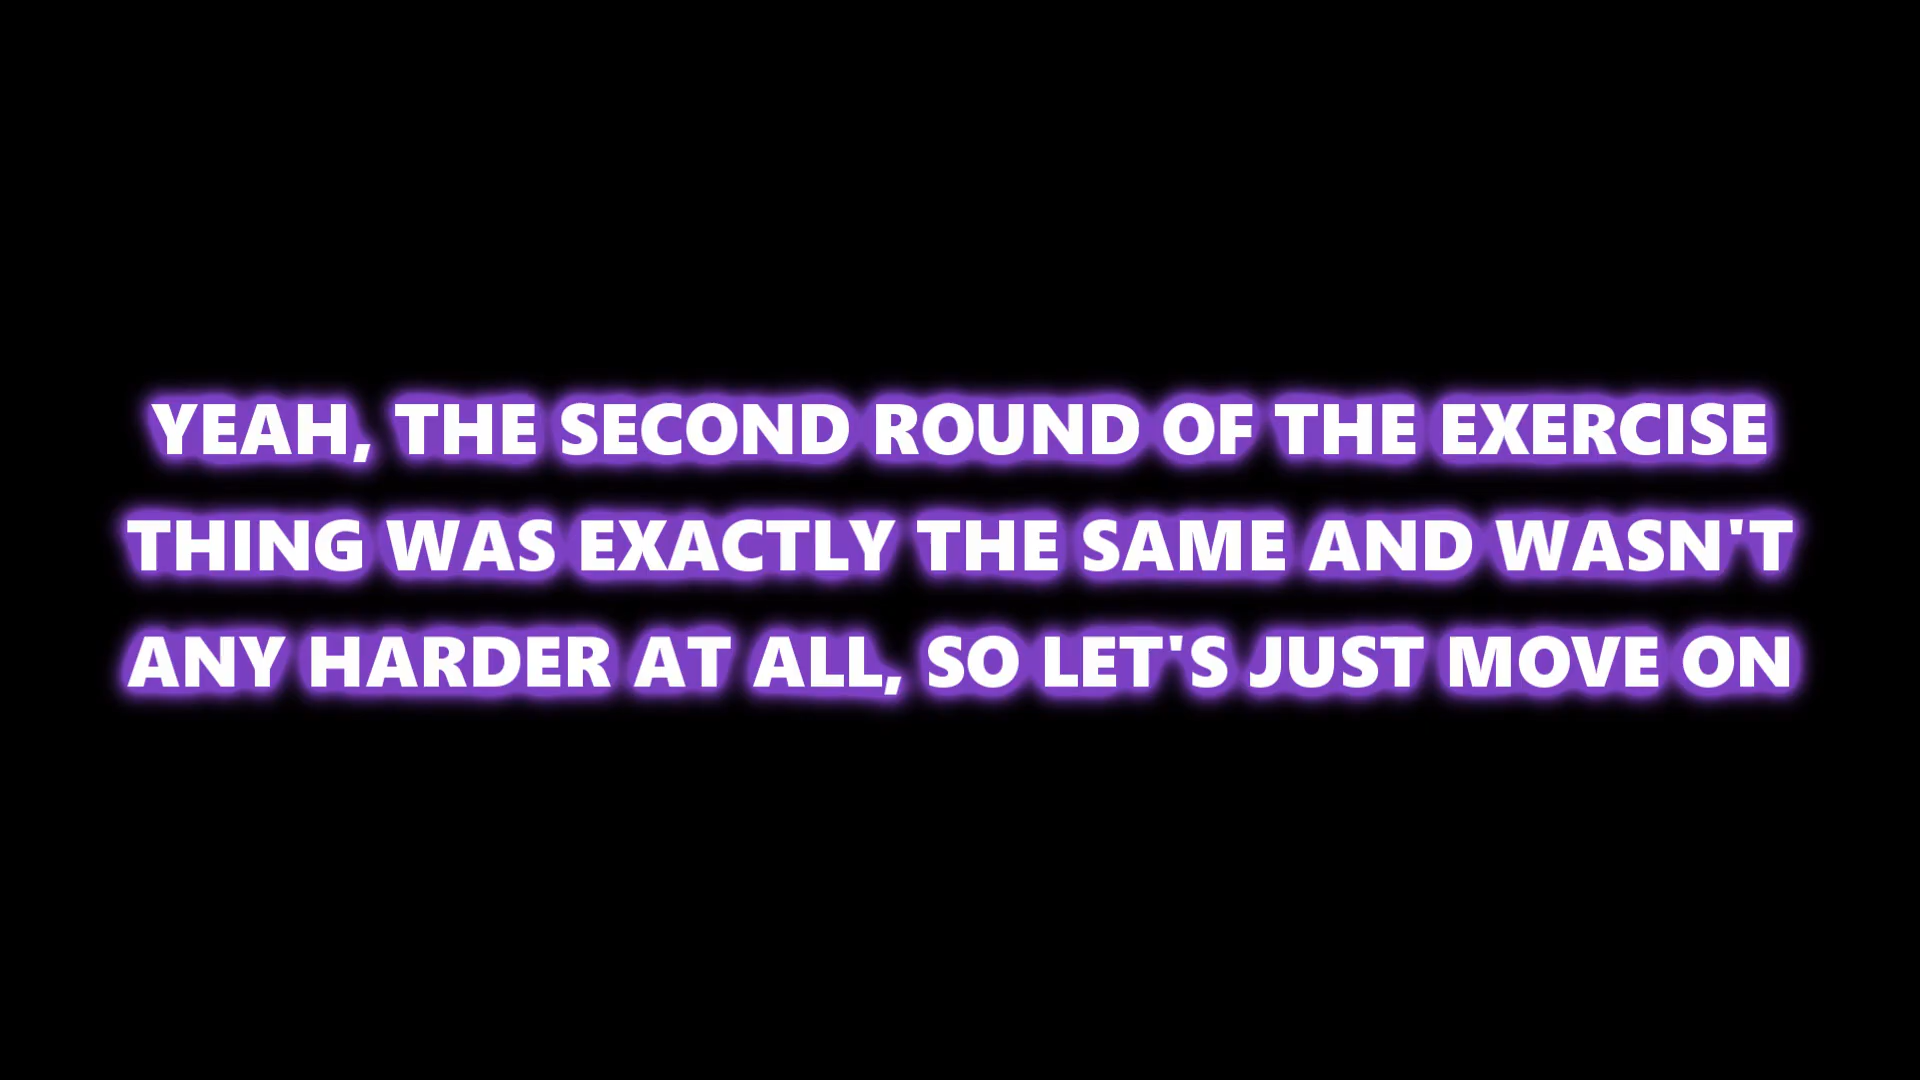 YEAH, THE SECOND ROUND OF THE EXERCISE
THING WAS EXACTLY THE SAME AND WASN'T
ANY HARDER AT ALL, SO LET'S JUST MOVE ON